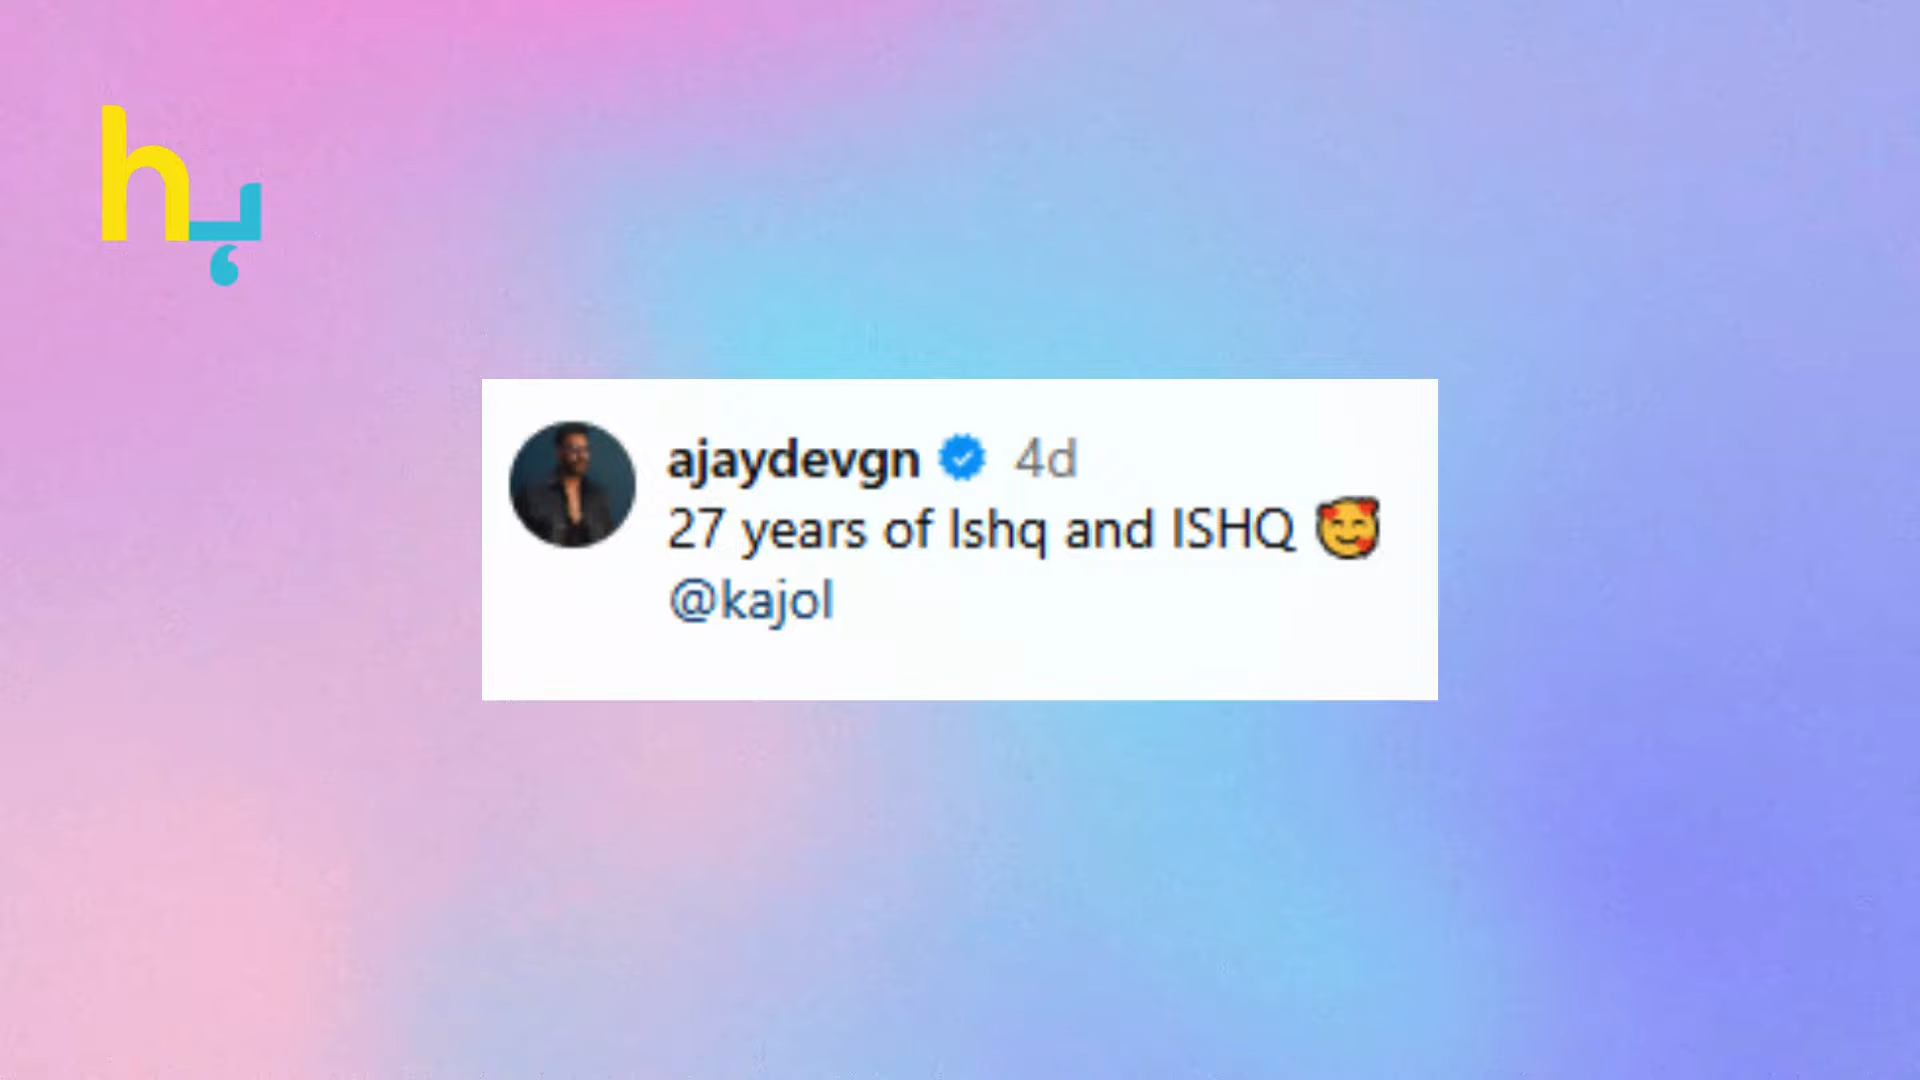 h
ajaydevgn 4d
27 years of Ishq and ISHQ 🥰
@kajol